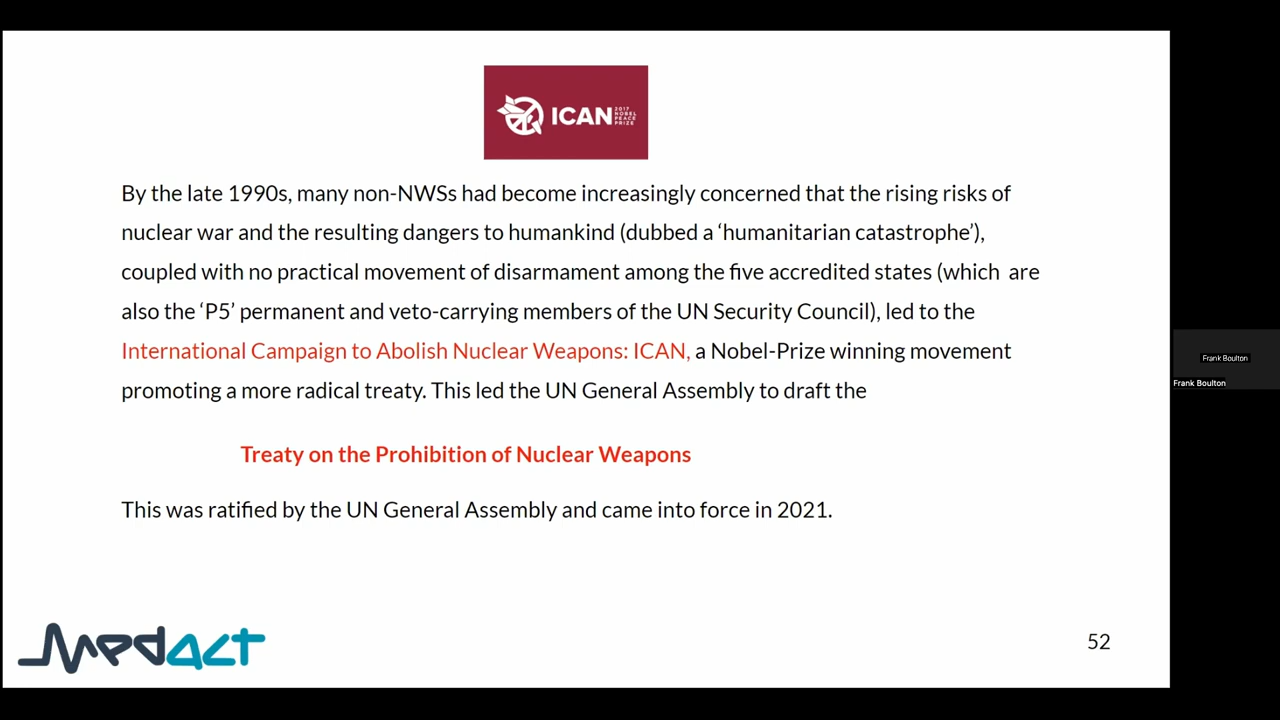 ICAN
2017
NOBEL
PEACE
PRIZE
By the late 1990s, many non-NWSs had become increasingly concerned that the rising risks of
nuclear war and the resulting dangers to humankind (dubbed a ‘humanitarian catastrophe’),
coupled with no practical movement of disarmament among the five accredited states (which are
also the ‘P5’ permanent and veto-carrying members of the UN Security Council), led to the
International Campaign to Abolish Nuclear Weapons: ICAN, a Nobel-Prize winning movement
promoting a more radical treaty. This led the UN General Assembly to draft the
Treaty on the Prohibition of Nuclear Weapons
This was ratified by the UN General Assembly and came into force in 2021.
Medact
52
Frank Boulton
Frank Boulton